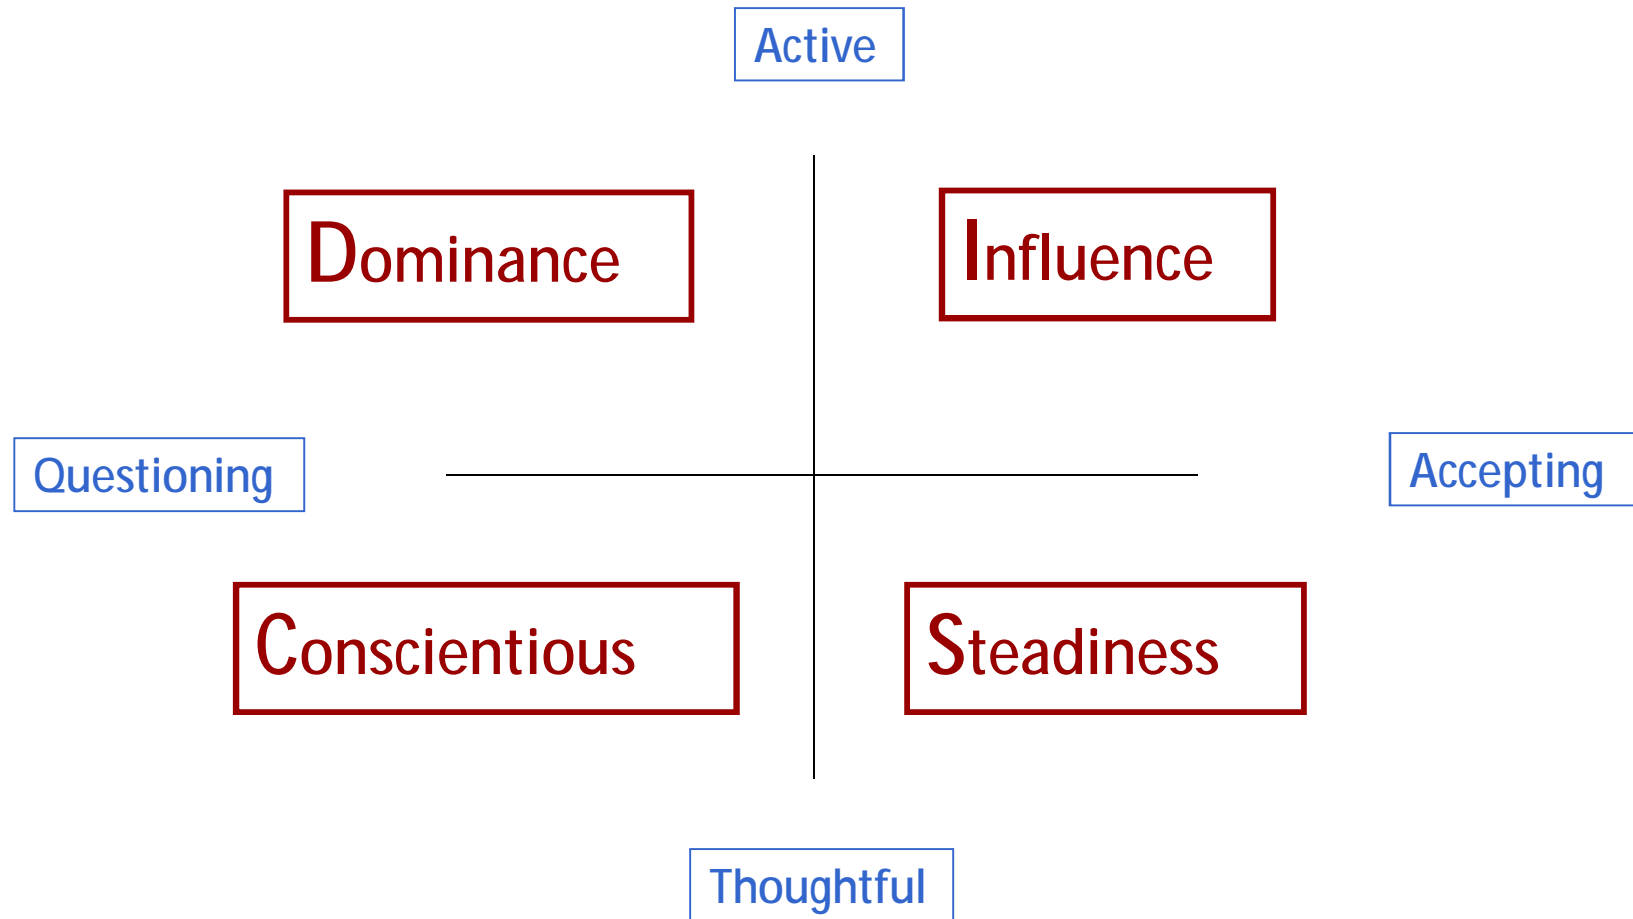 Active
Dominance
Influence
Questioning
Accepting
Conscientious
Steadiness
Thoughtful